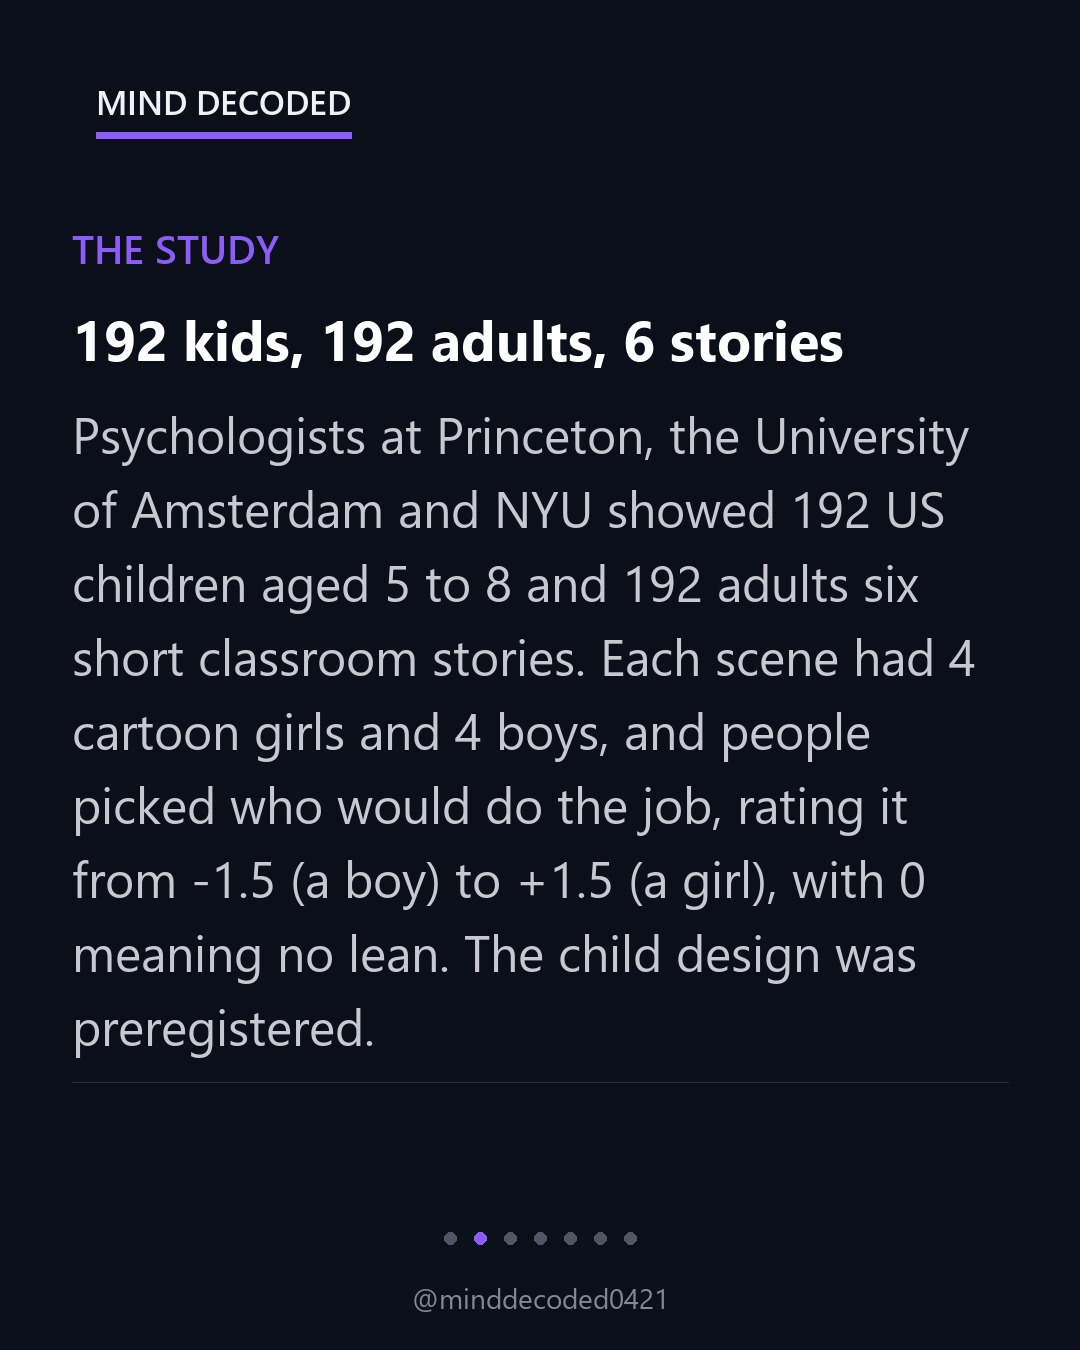 MIND DECODED
THE STUDY
192 kids, 192 adults, 6 stories
Psychologists at Princeton, the University
of Amsterdam and NYU showed 192 US
children aged 5 to 8 and 192 adults six
short classroom stories. Each scene had 4
cartoon girls and 4 boys, and people
picked who would do the job, rating it
from -1.5 (a boy) to +1.5 (a girl), with 0
meaning no lean. The child design was
preregistered.
@minddecoded0421